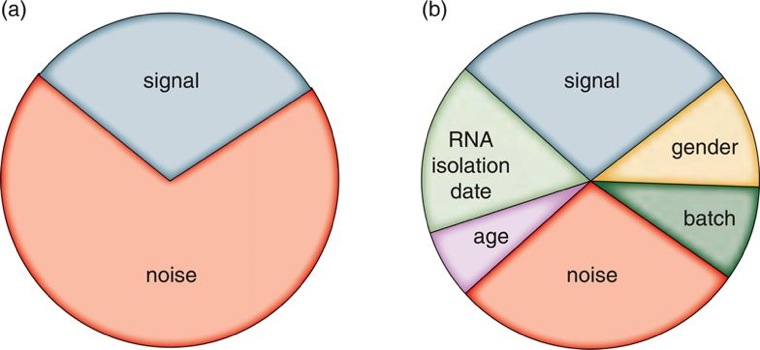 (a)
signal
noise
(b)
signal
gender
RNA
isolation
date
batch
age
noise